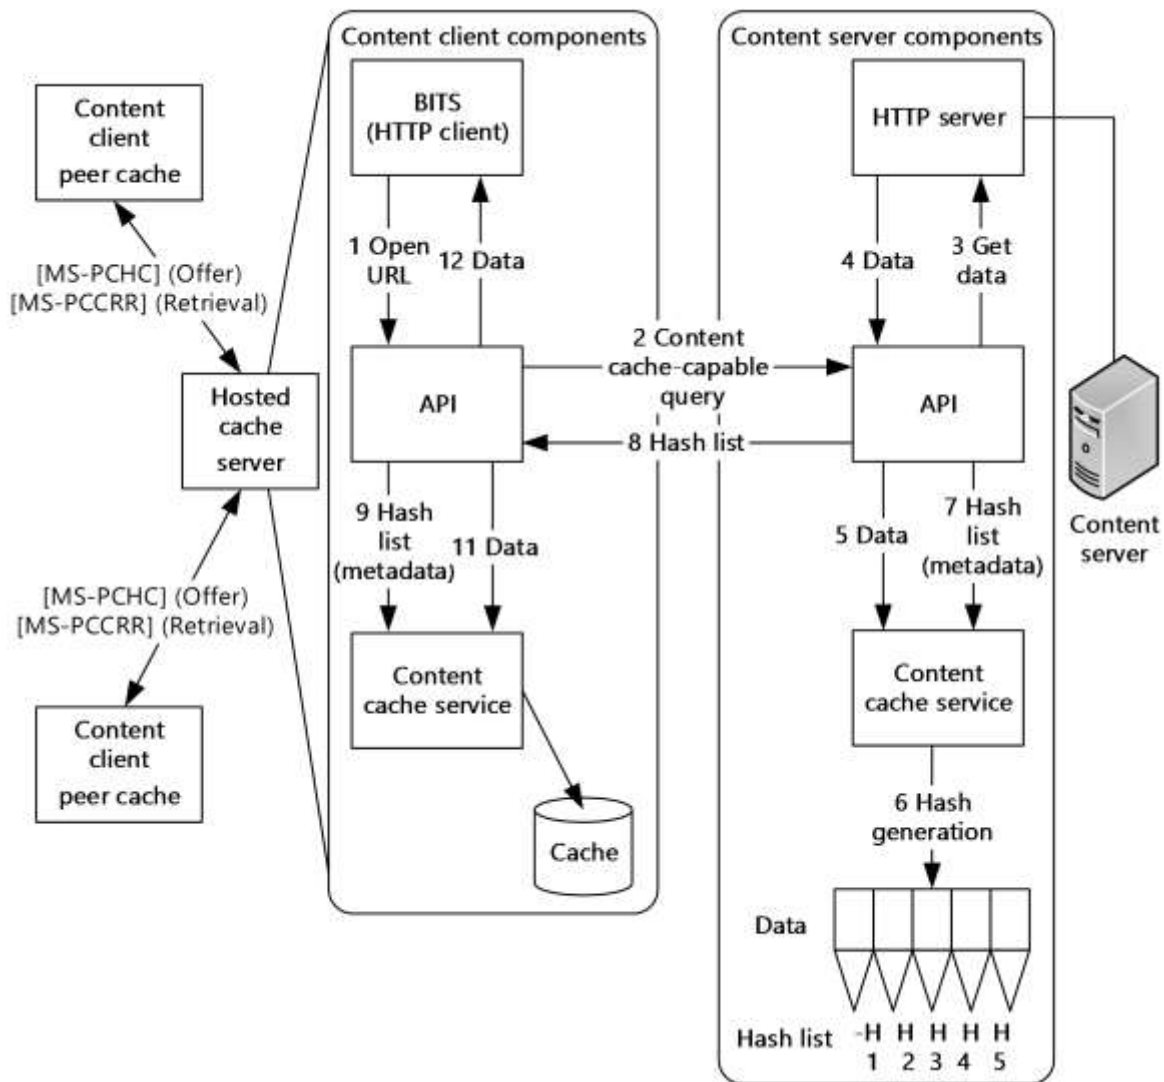 Content client components
Content server components
Content
client
peer cache
BITS
(HTTP client)
HTTP server
[MS-PCHC] (Offer)
[MS-PCCRR] (Retrieval)
1 Open
URL
12 Data
4 Data
3 Get
data
Hosted
cache
server
API
2 Content
cache-capable
query
8 Hash list
API
Content
server
9 Hash
list
(metadata)
11 Data
5 Data
7 Hash
list
(metadata)
[MS-PCHC] (Offer)
[MS-PCCRR] (Retrieval)
Content
client
peer cache
Content
cache service
Content
cache service
6 Hash
generation
Cache
Data
Hash list
-H H H H H
1 2 3 4 5